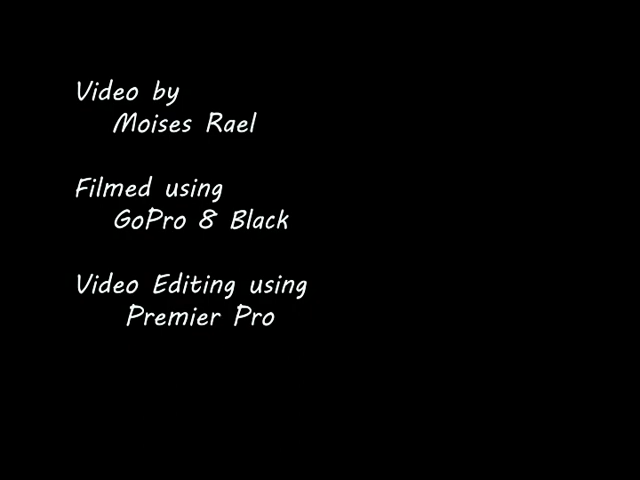 Video by
Moises Rael
Filmed using
GoPro 8 Black
Video Editing using
Premier Pro